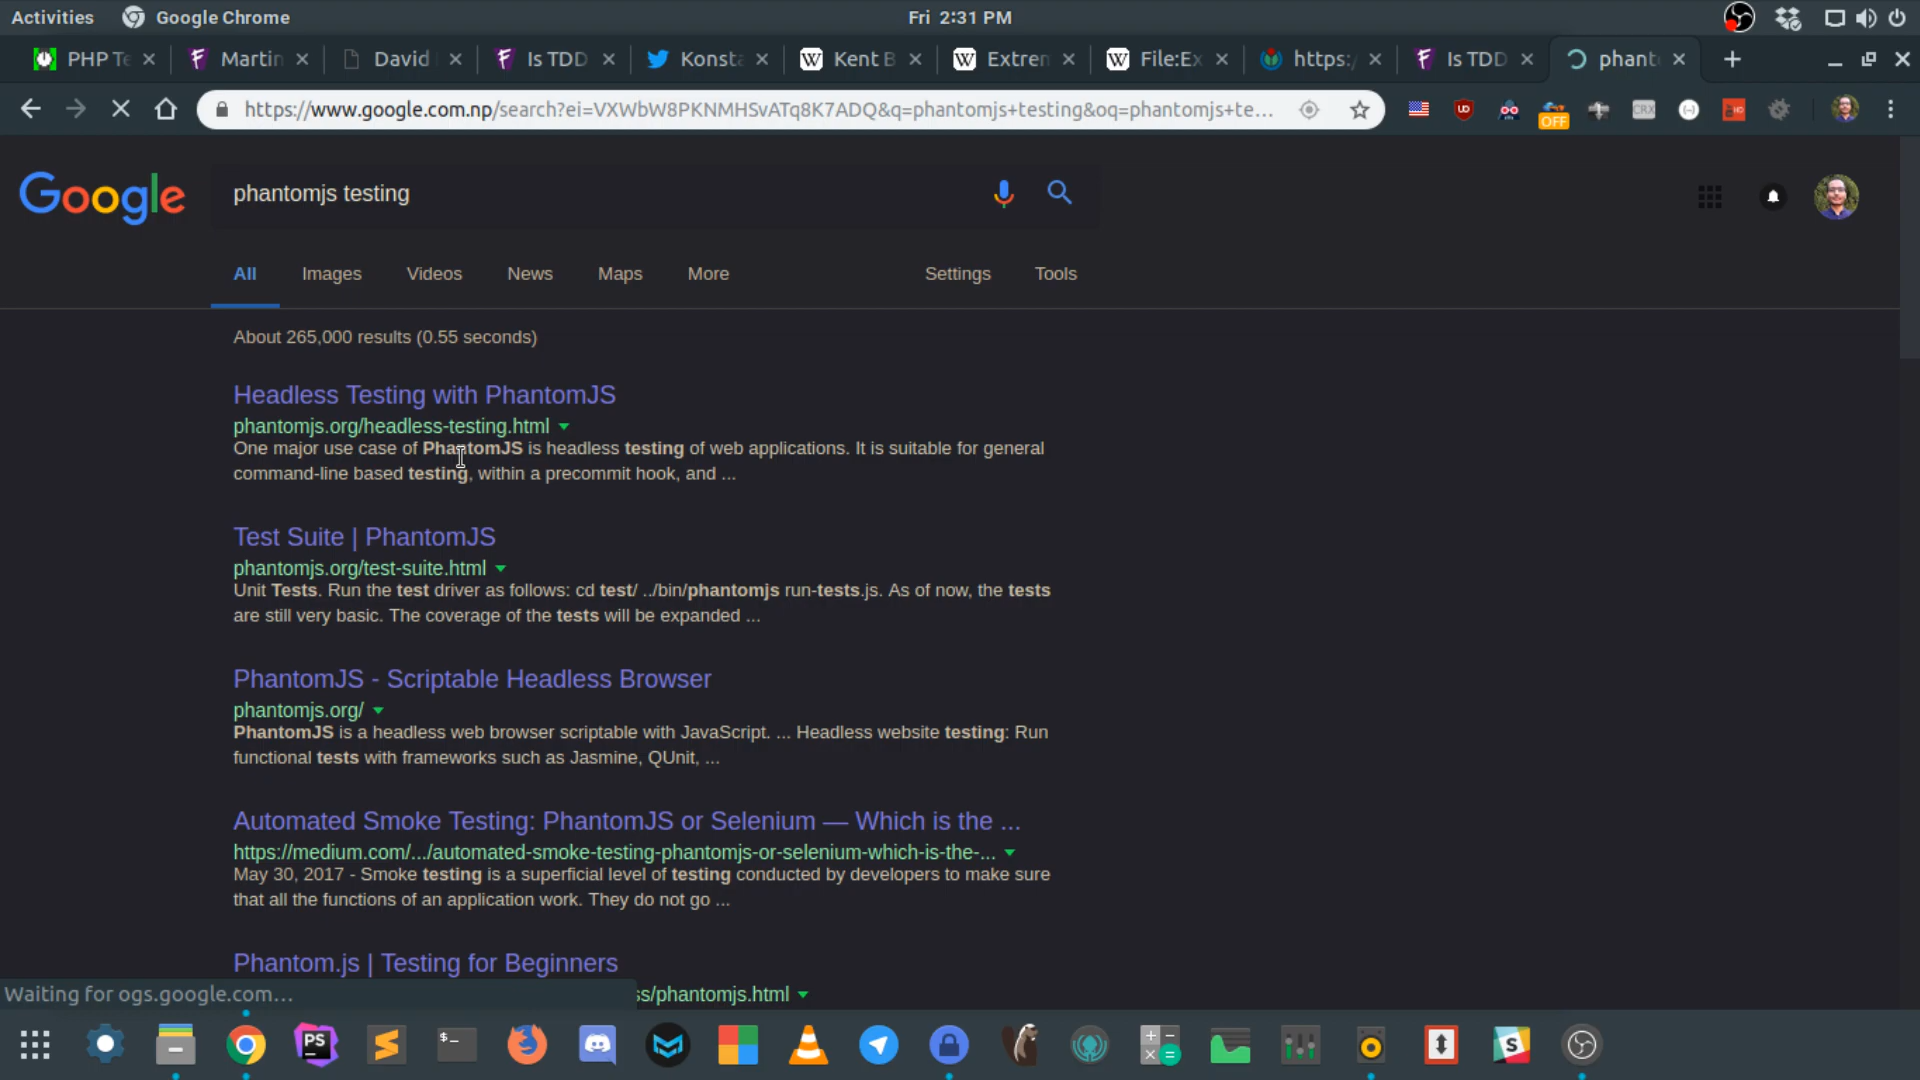 Activities Google Chrome Fri 2:31 PM
PHP Te Martin David Is TDD Konsta Kent B Extrem File:Ex https:/ Is TDD phant
https://www.google.com.np/search?ei=VXWbW8PKNMHSvATq8K7ADQ&q=phantomjs+testing&oq=phantomjs+te...
UD CRX OFF
Google phantomjs testing
All Images Videos News Maps More Settings Tools
About 265,000 results (0.55 seconds)
Headless Testing with PhantomJS
phantomjs.org/headless-testing.html
One major use case of PhantomJS is headless testing of web applications. It is suitable for general
command-line based testing, within a precommit hook, and ...
Test Suite | PhantomJS
phantomjs.org/test-suite.html
Unit Tests. Run the test driver as follows: cd test/ ../bin/phantomjs run-tests.js. As of now, the tests
are still very basic. The coverage of the tests will be expanded ...
PhantomJS - Scriptable Headless Browser
phantomjs.org/
PhantomJS is a headless web browser scriptable with JavaScript. ... Headless website testing: Run
functional tests with frameworks such as Jasmine, QUnit, ...
Automated Smoke Testing: PhantomJS or Selenium — Which is the ...
https://medium.com/.../automated-smoke-testing-phantomjs-or-selenium-which-is-the-...
May 30, 2017 - Smoke testing is a superficial level of testing conducted by developers to make sure
that all the functions of an application work. They do not go ...
Phantom.js | Testing for Beginners
Waiting for ogs.google.com... ss/phantomjs.html
PS
S